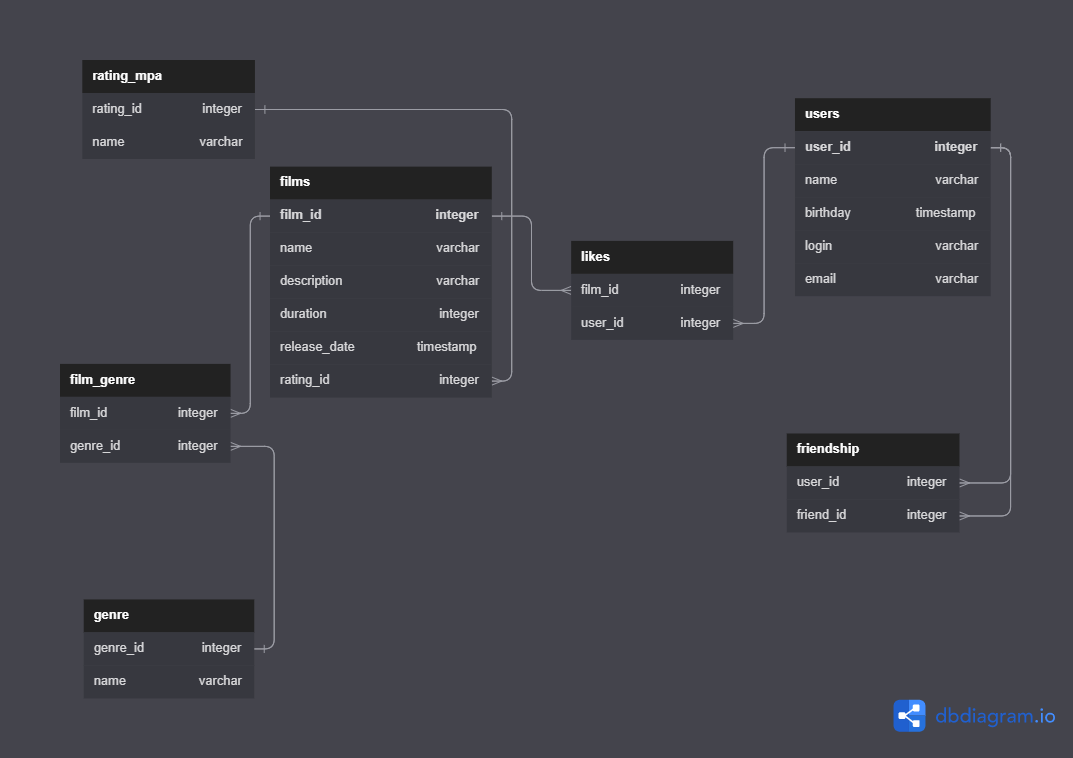 rating_mpa
rating_id integer
name varchar
films
film_id integer
name varchar
description varchar
duration integer
release_date timestamp
rating_id integer
film_genre
film_id integer
genre_id integer
genre
genre_id integer
name varchar
likes
film_id integer
user_id integer
users
user_id integer
name varchar
birthday timestamp
login varchar
email varchar
friendship
user_id integer
friend_id integer
dbdiagram.io